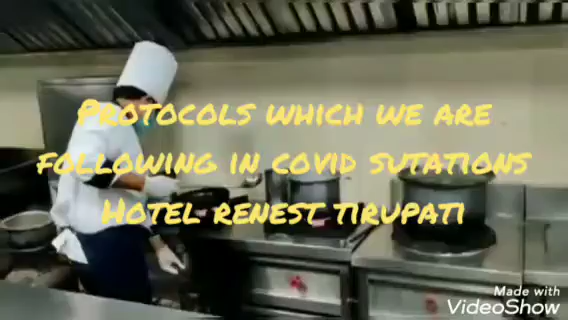 Protocols which we are
following in covid sutations
Hotel renest tirupati
Made with
VideoShow